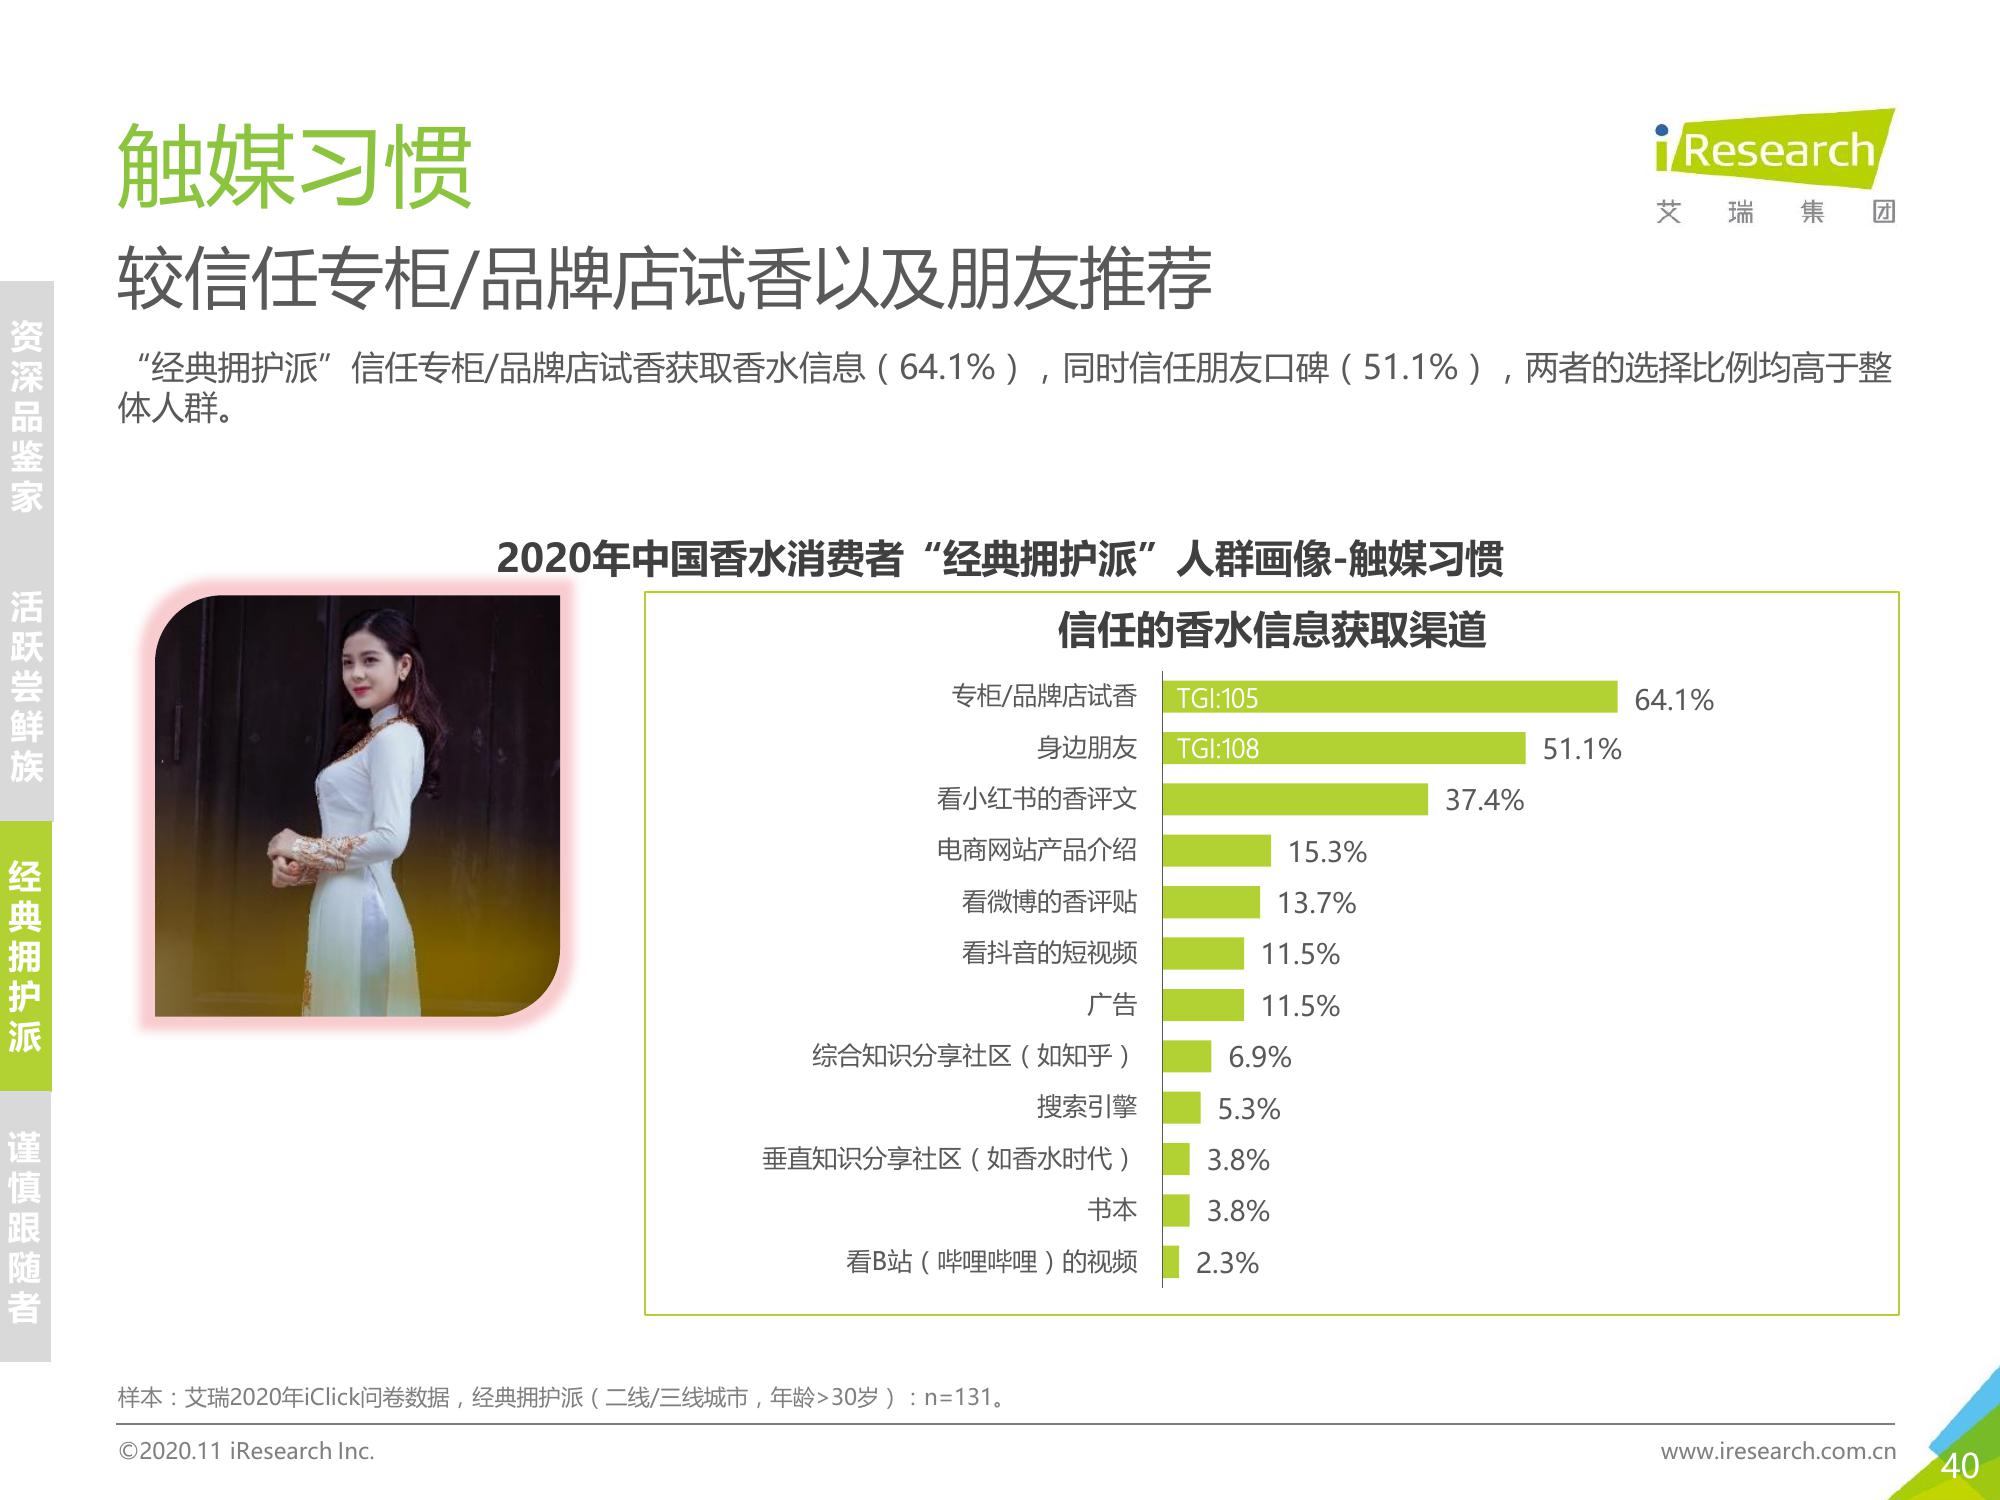 触媒习惯
iResearch
艾瑞集团
较信任专柜/品牌店试香以及朋友推荐
“经典拥护派”信任专柜/品牌店试香获取香水信息（64.1%），同时信任朋友口碑（51.1%），两者的选择比例均高于整
体人群。
资深品鉴家
活跃尝鲜族
经典拥护派
谨慎跟随者
2020年中国香水消费者“经典拥护派”人群画像-触媒习惯
信任的香水信息获取渠道
专柜/品牌店试香 TGI:105 64.1%
身边朋友 TGI:108 51.1%
看小红书的香评文 37.4%
电商网站产品介绍 15.3%
看微博的香评贴 13.7%
看抖音的短视频 11.5%
广告 11.5%
综合知识分享社区（如知乎） 6.9%
搜索引擎 5.3%
垂直知识分享社区（如香水时代） 3.8%
书本 3.8%
看B站（哔哩哔哩）的视频 2.3%
样本：艾瑞2020年iClick问卷数据，经典拥护派（二线/三线城市，年龄>30岁）：n=131。
©2020.11 iResearch Inc.
www.iresearch.com.cn
40